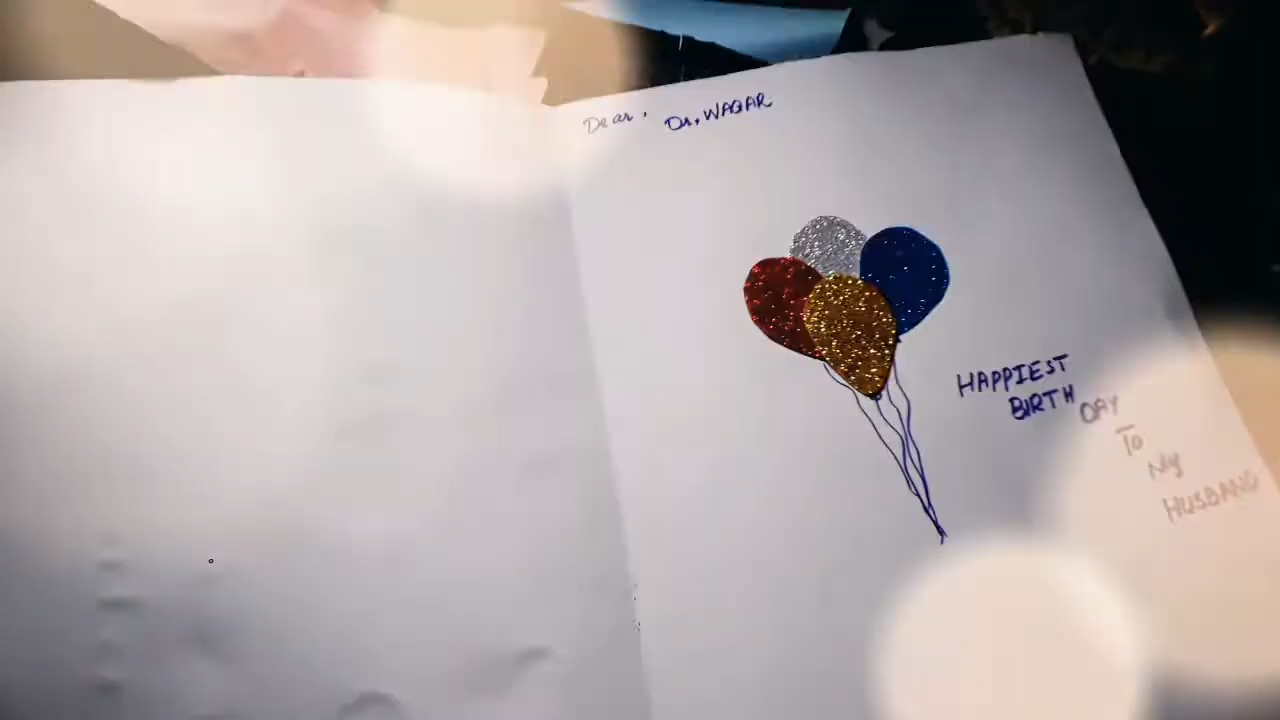 Dear, Dr, WAQAR
HAPPIEST
BIRTH DAY
To
My
HUSBAND